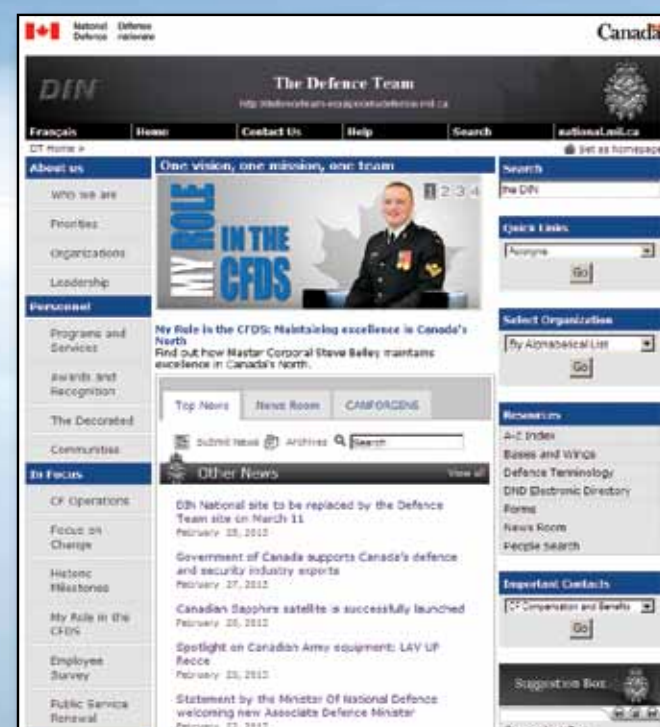 National Defence
Défense nationale
Canada
DIN
The Defence Team
Français Home Contact Us Help Search national.mil.ca
DT Home >
Set as homepage
About us
Who we are
Priorities
Organizations
Leadership
Personnel
Programs and
Services
Awards and
Recognition
The Decorated
Communities
In Focus
CF Operations
Focus on
Change
Historic
Milestones
My Role in the
CFDS
Employee
Survey
Public Service
Renewal
One vision, one mission, one team
MY ROLE
IN THE
CFDS
1 2 3 4
My Role in the CFDS: Maintaining excellence in Canada's
North
Find out how Master Corporal Steve Bailey maintains
excellence in Canada's North.
Top News News Room CANFORGENS
Submit News Archives Search
Other News View all
DIN National site to be replaced by the Defence
Team site on March 11
February 28, 2013
Government of Canada supports Canada's defence
and security industry exports
February 27, 2013
Canadian Sapphire satellite is successfully launched
February 26, 2013
Spotlight on Canadian Army equipment: LAV UP
Recce
February 25, 2013
Statement by the Minister Of National Defence
welcoming new Associate Defence Minister
February 22, 2013
Search
the DIN
Quick Links
Acronyms
Go
Select Organization
By Alphabetical List
Go
Resources
A-Z Index
Bases and Wings
Defence Terminology
DND Electronic Directory
Forms
News Room
People Search
Important Contacts
CF Compensation and Benefits
Go
Suggestion Box